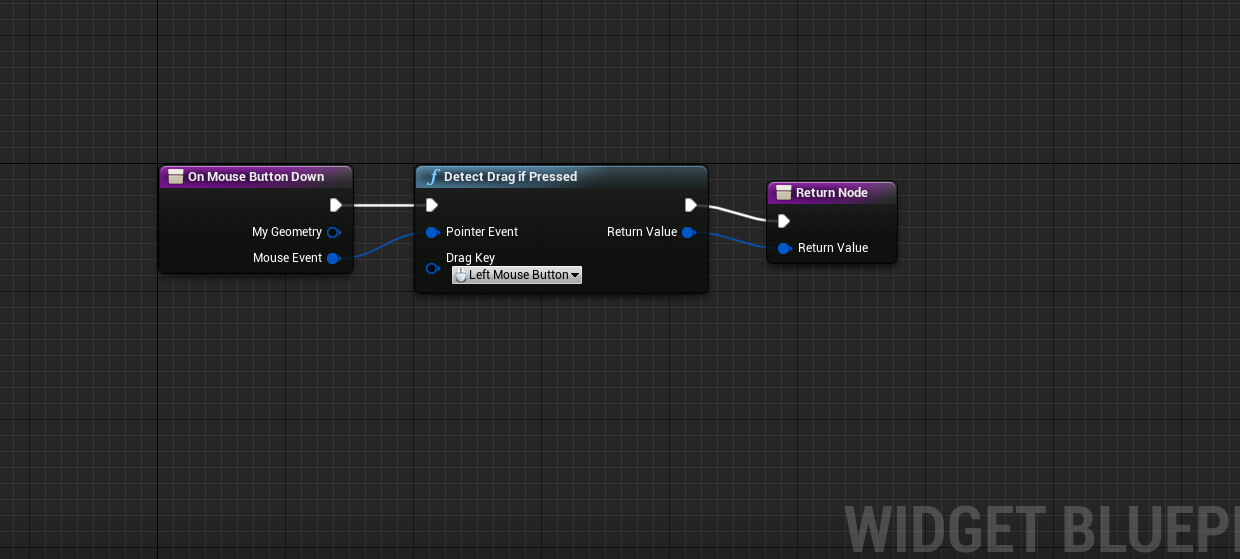 On Mouse Button Down
My Geometry
Mouse Event
Detect Drag if Pressed
Pointer Event
Return Value
Drag Key
Left Mouse Button
Return Node
Return Value
WIDGET BLUEP